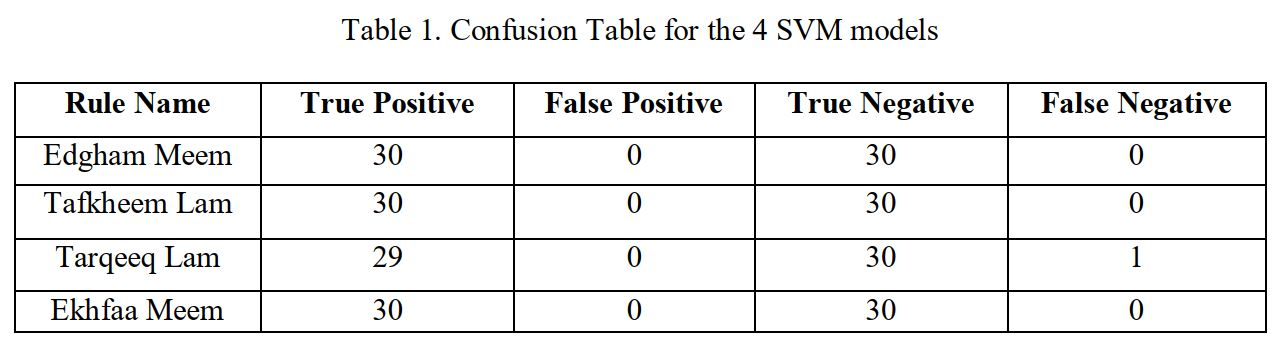 Table 1. Confusion Table for the 4 SVM models
Rule Name True Positive False Positive True Negative False Negative
Edgham Meem 30 0 30 0
Tafkheem Lam 30 0 30 0
Tarqeeq Lam 29 0 30 1
Ekhfaa Meem 30 0 30 0